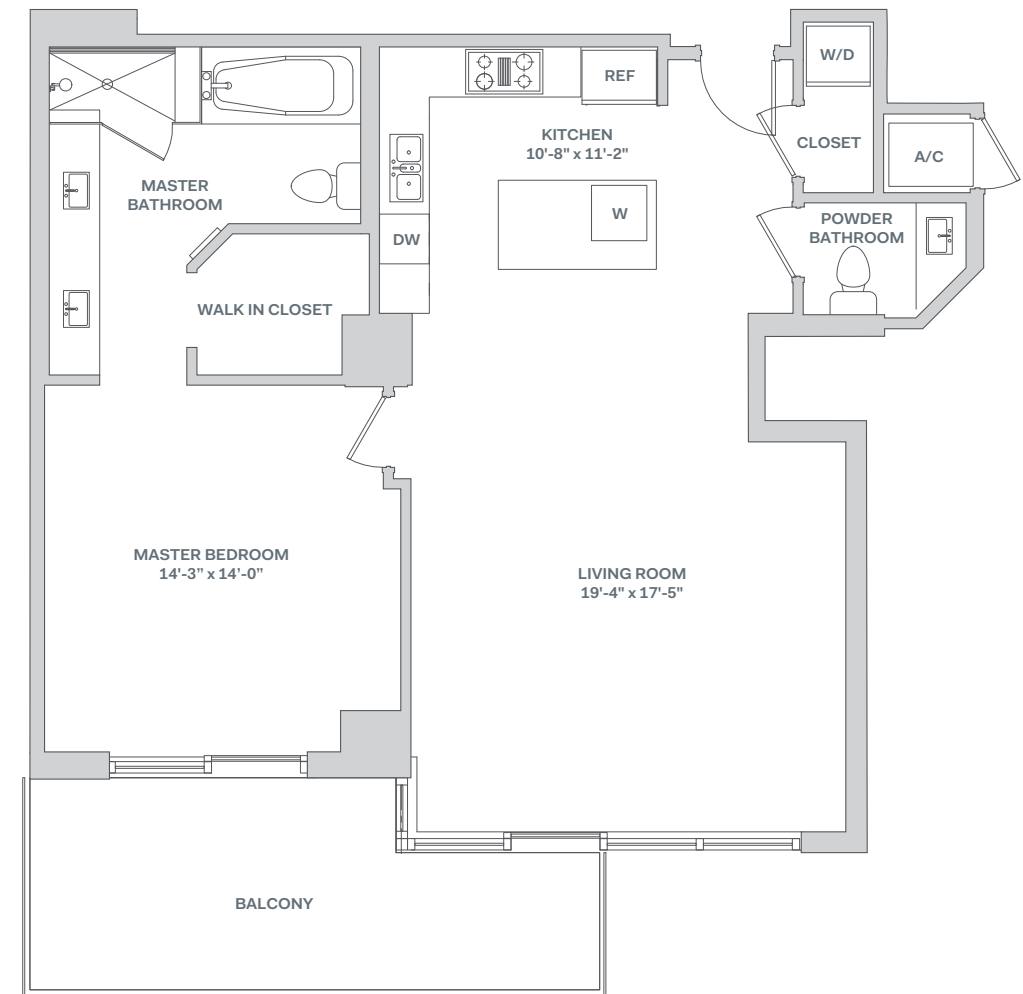 W/D
REF
KITCHEN
10'-8" x 11'-2"
CLOSET
A/C
MASTER
BATHROOM
W
POWDER
BATHROOM
DW
WALK IN CLOSET
MASTER BEDROOM
14'-3” x 14’-0”
LIVING ROOM
19'-4" x 17'-5"
BALCONY